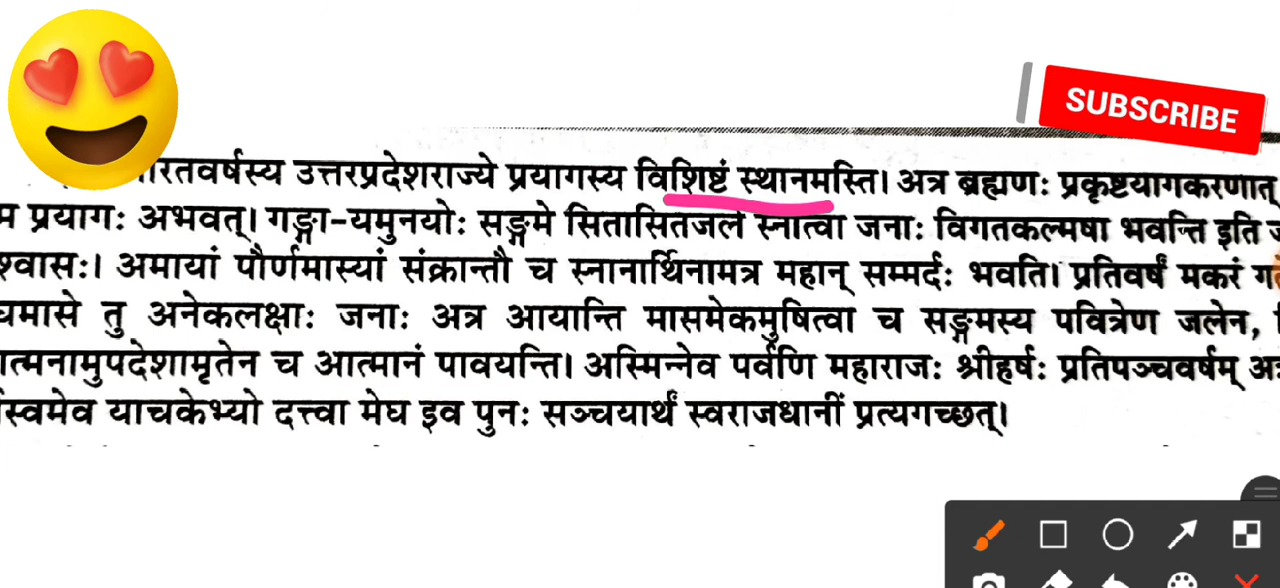 SUBSCRIBE
ारतवर्षस्य उत्तरप्रदेशराज्ये प्रयागस्य विशिष्टं स्थानमस्ति। अत्र ब्रह्मणः प्रकृष्टयागकरणात्
म प्रयागः अभवत्। गङ्गा-यमुनयोः सङ्गमे सितासितजले स्नात्वा जनाः विगतकल्मषा भवन्ति इति
श्वासः। अमायां पौर्णमास्यां संक्रान्तौ च स्नानार्थिनामत्र महान् सम्मर्दः भवति। प्रतिवर्षं मकरं
घमासे तु अनेकलक्षाः जनाः अत्र आयान्ति मासमेकमुषित्वा च सङ्गमस्य पवित्रेण जलेन,
त्मनामुपदेशामृतेन च आत्मानं पावयन्ति। अस्मिन्नेव पर्वणि महाराजः श्रीहर्षः प्रतिपञ्चवर्षम्
स्वमेव याचकेभ्यो दत्त्वा मेघ इव पुनः सञ्चयार्थं स्वराजधानीं प्रत्यगच्छत्।